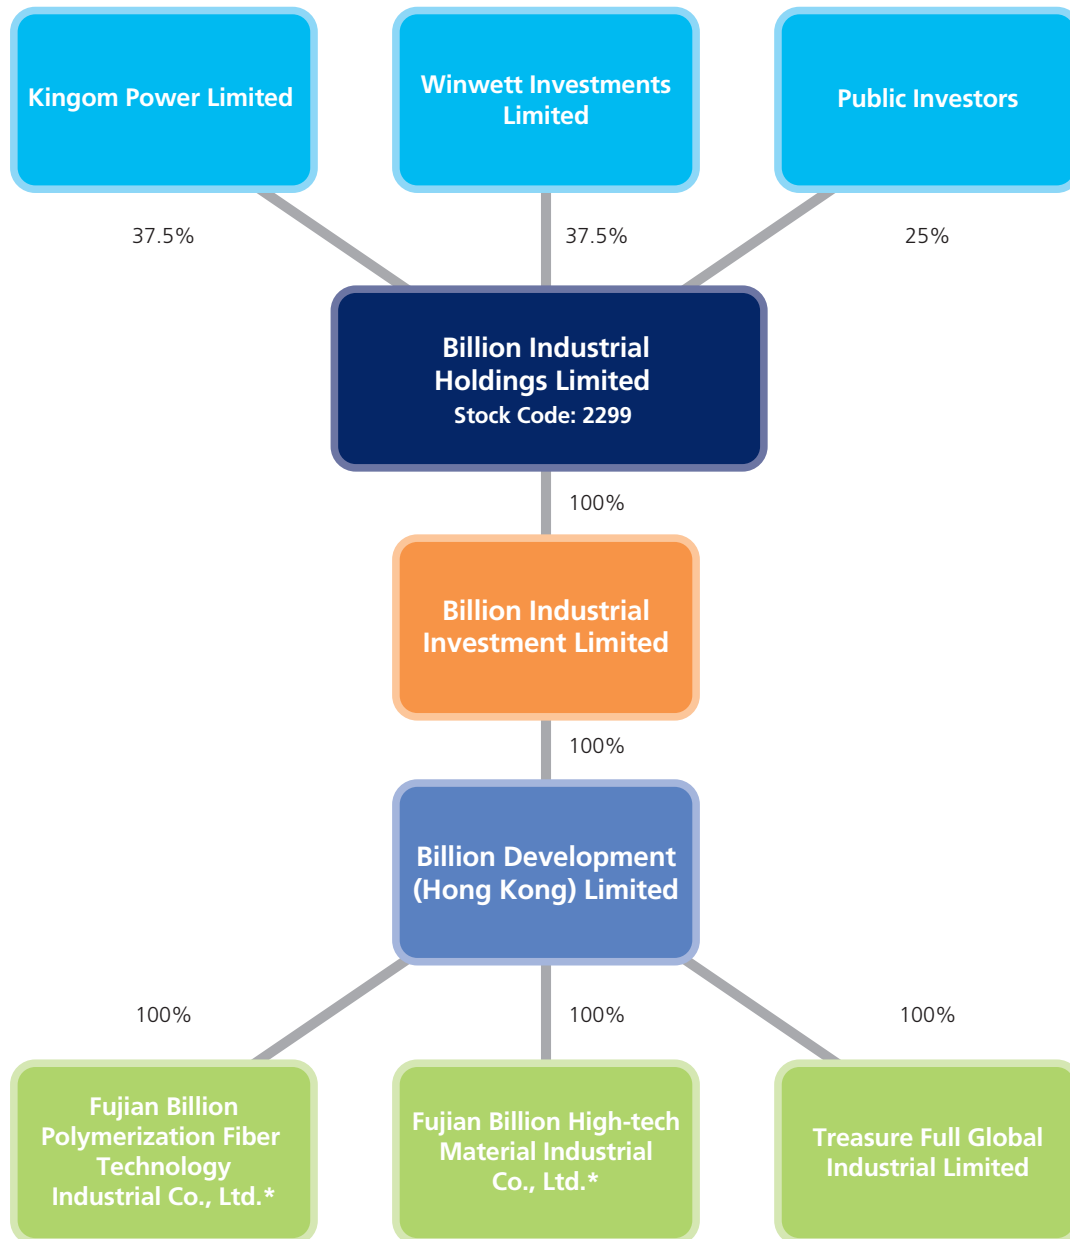 Kingom Power Limited
Winwett Investments
Limited
Public Investors
37.5%
37.5%
25%
Billion Industrial
Holdings Limited
Stock Code: 2299
100%
Billion Industrial
Investment Limited
100%
Billion Development
(Hong Kong) Limited
100%
100%
100%
Fujian Billion
Polymerization Fiber
Technology
Industrial Co., Ltd.*
Fujian Billion High-tech
Material Industrial
Co., Ltd.*
Treasure Full Global
Industrial Limited